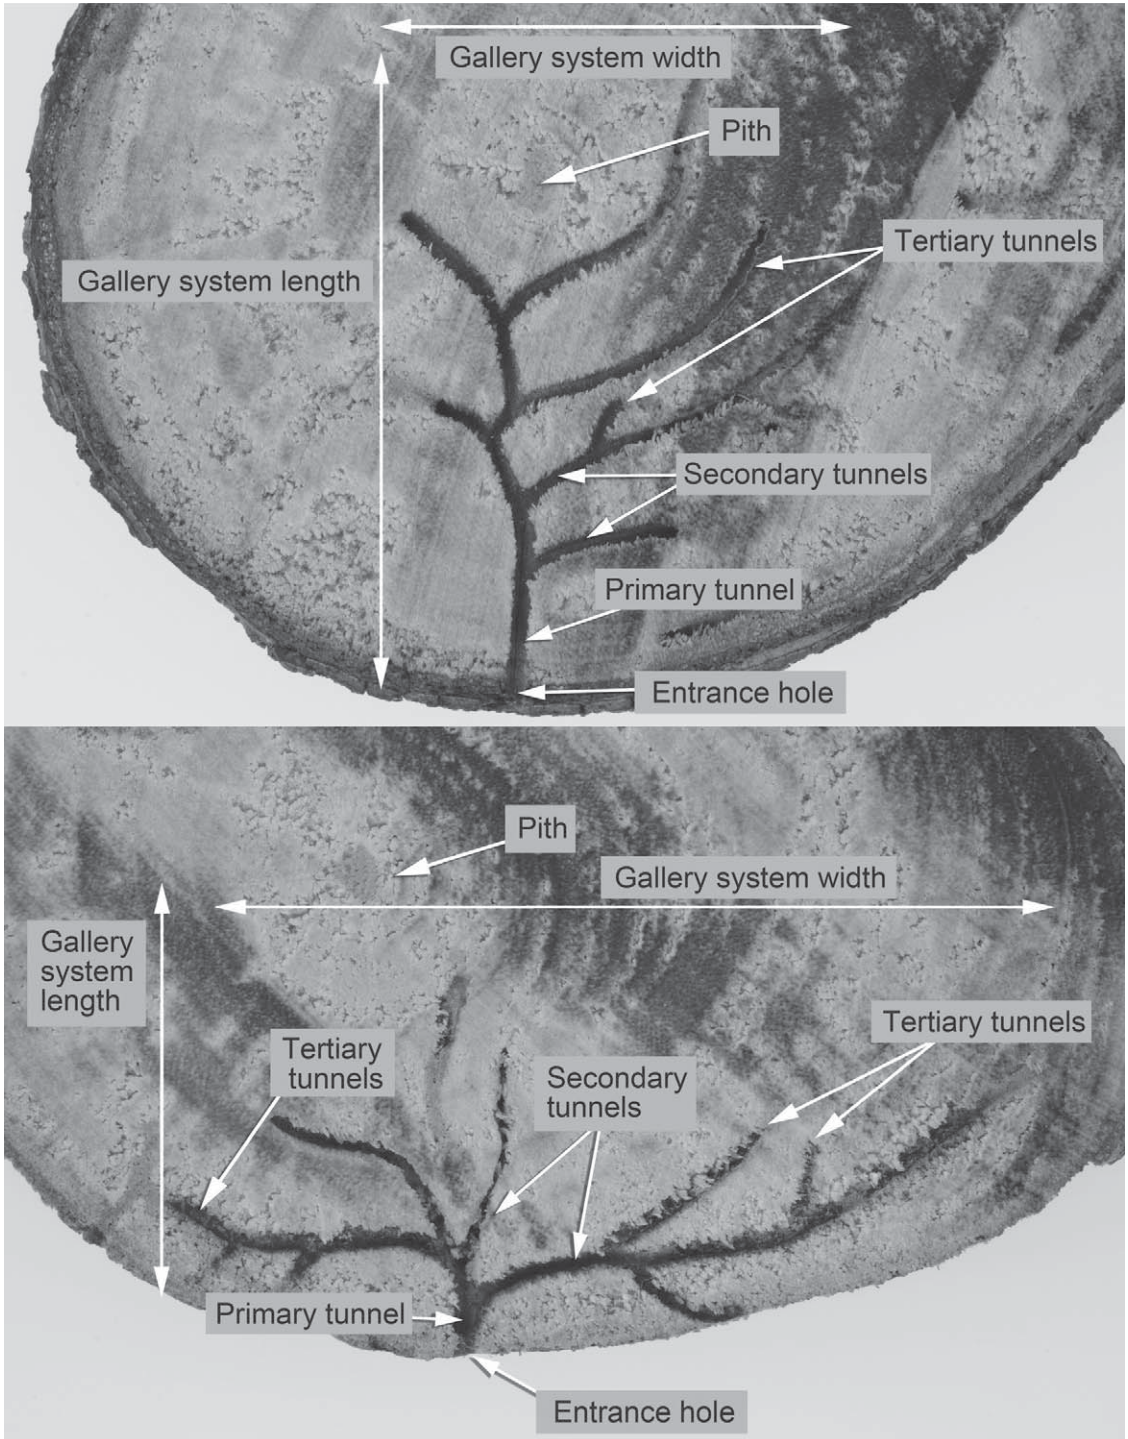 Gallery system width
Pith
Tertiary tunnels
Gallery system length
Secondary tunnels
Primary tunnel
Entrance hole
Pith
Gallery system width
Gallery
system
length
Tertiary tunnels
Tertiary
tunnels
Secondary
tunnels
Primary tunnel
Entrance hole